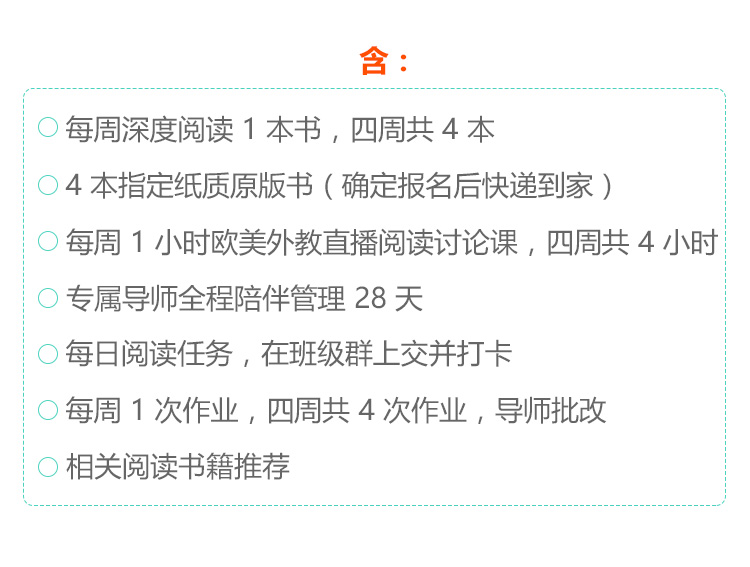 含：
每周深度阅读 1 本书，四周共 4 本
4 本指定纸质原版书（确定报名后快递到家）
每周 1 小时欧美外教直播阅读讨论课，四周共 4 小时
专属导师全程陪伴管理 28 天
每日阅读任务，在班级群上交并打卡
每周 1 次作业，四周共 4 次作业，导师批改
相关阅读书籍推荐